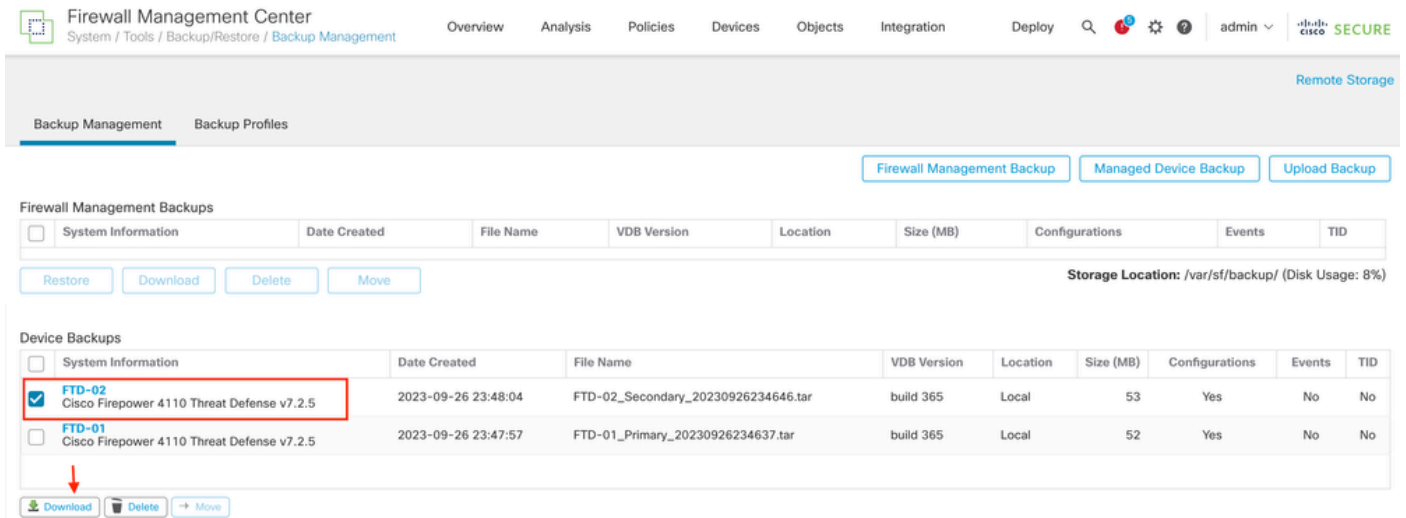 Firewall Management Center
System / Tools / Backup/Restore / Backup Management
Overview Analysis Policies Devices Objects Integration Deploy 5 admin cisco SECURE
Remote Storage
Backup Management Backup Profiles
Firewall Management Backup Managed Device Backup Upload Backup
Firewall Management Backups
System Information Date Created File Name VDB Version Location Size (MB) Configurations Events TID
Restore Download Delete Move
Storage Location: /var/sf/backup/ (Disk Usage: 8%)
Device Backups
System Information Date Created File Name VDB Version Location Size (MB) Configurations Events TID
FTD-02
Cisco Firepower 4110 Threat Defense v7.2.5 2023-09-26 23:48:04 FTD-02_Secondary_20230926234646.tar build 365 Local 53 Yes No No
FTD-01
Cisco Firepower 4110 Threat Defense v7.2.5 2023-09-26 23:47:57 FTD-01_Primary_20230926234637.tar build 365 Local 52 Yes No No
Download Delete Move